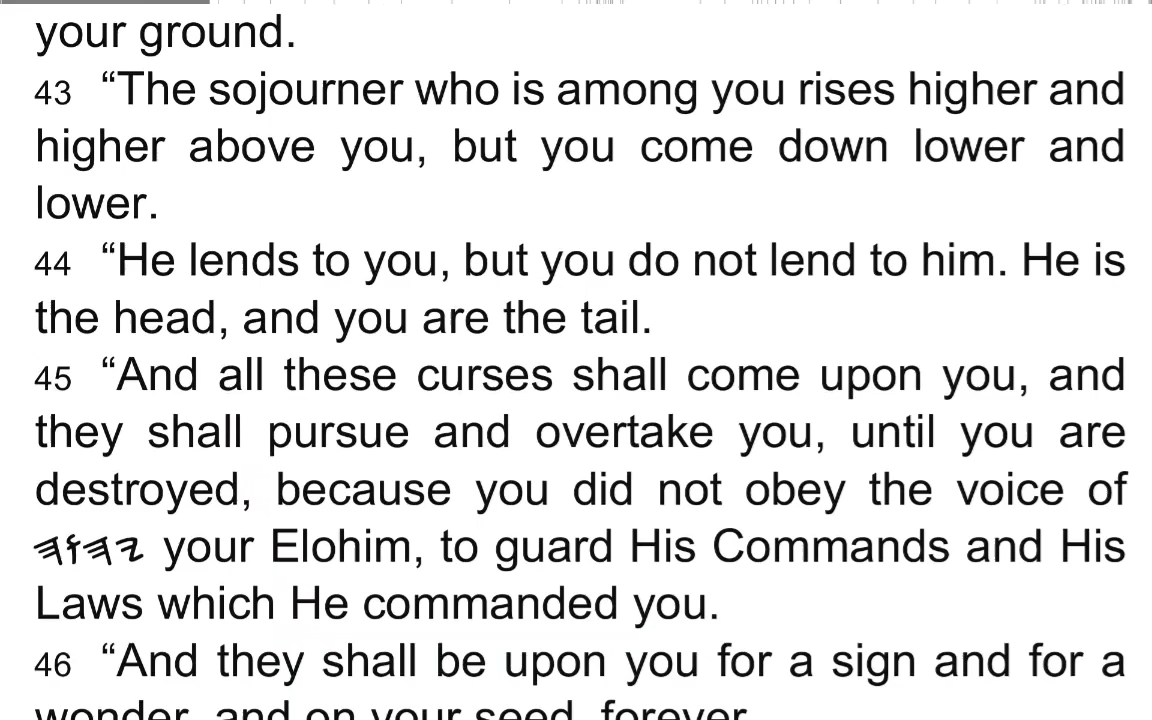 your ground.
43 “The sojourner who is among you rises higher and
higher above you, but you come down lower and
lower.
44 “He lends to you, but you do not lend to him. He is
the head, and you are the tail.
45 “And all these curses shall come upon you, and
they shall pursue and overtake you, until you are
destroyed, because you did not obey the voice of
𐤉𐤄𐤅𐤄 your Elohim, to guard His Commands and His
Laws which He commanded you.
46 “And they shall be upon you for a sign and for a
wonder, and on your seed, forever.